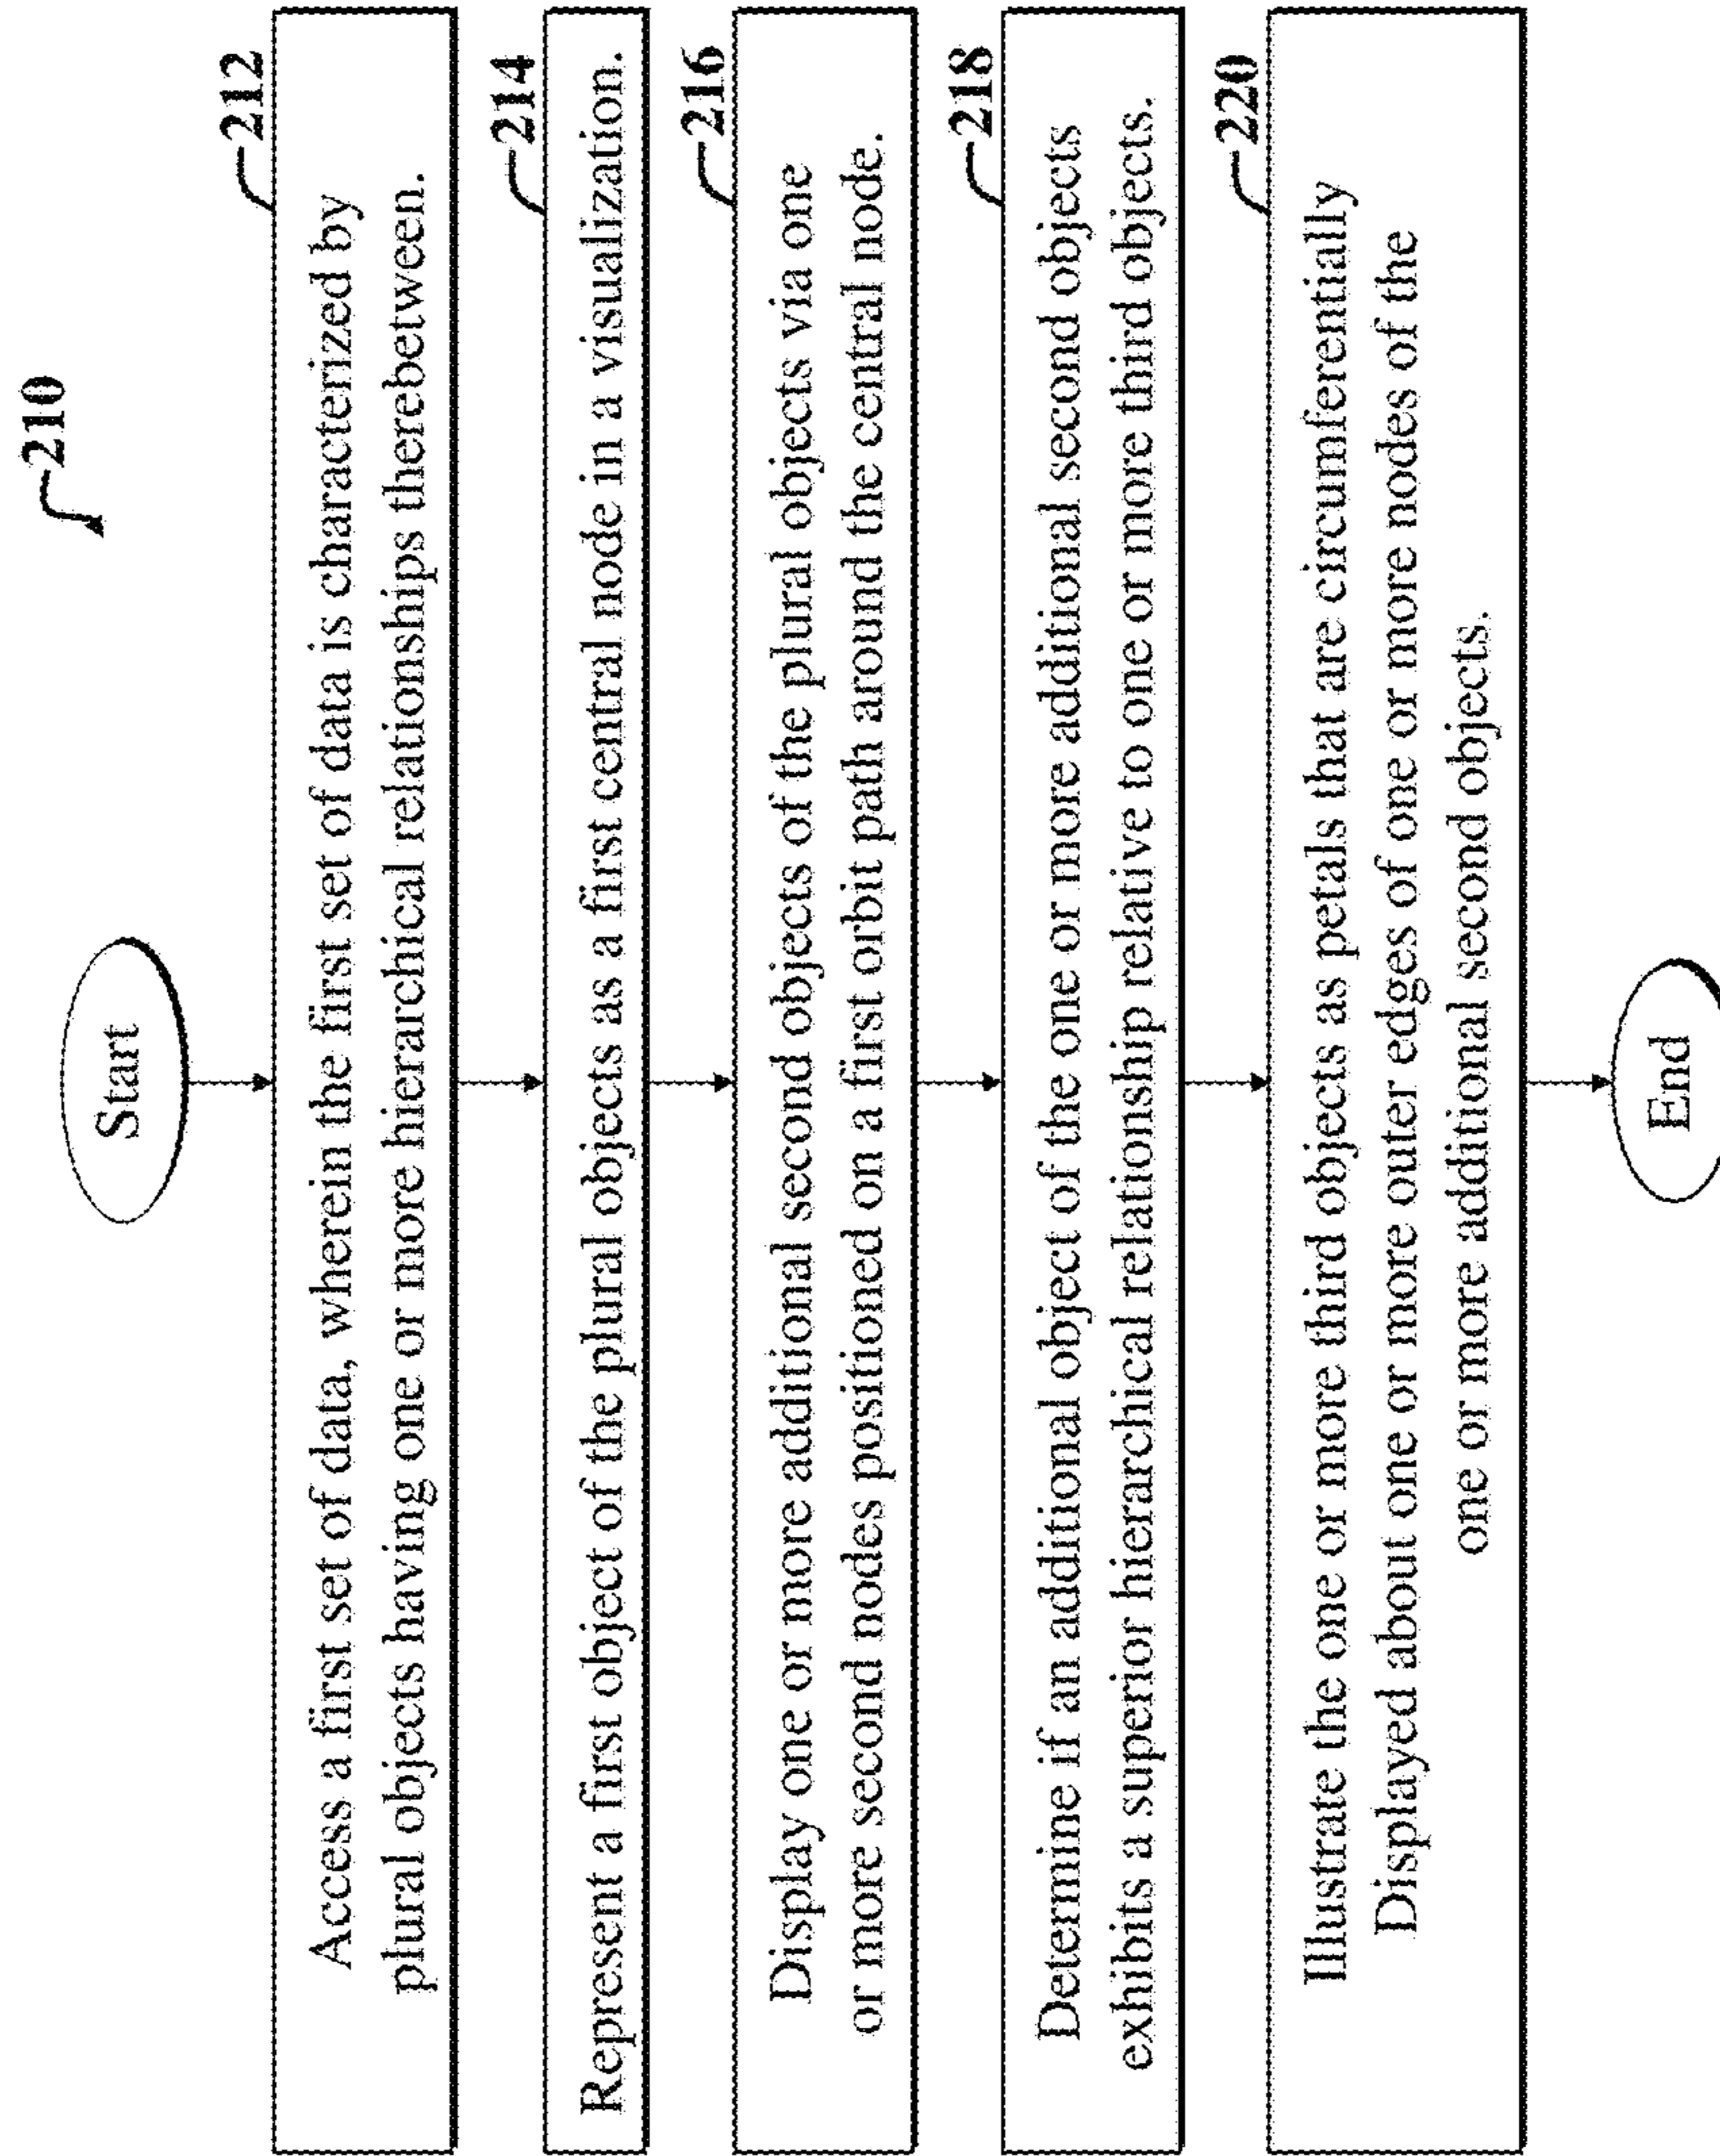 210
Start
212
Access a first set of data, wherein the first set of data is characterized by
plural objects having one or more hierarchical relationships therebetween.
214
Represent a first object of the plural objects as a first central node in a visualization.
216
Display one or more additional second objects of the plural objects via one
or more second nodes positioned on a first orbit path around the central node.
218
Determine if an additional object of the one or more additional second objects
exhibits a superior hierarchical relationship relative to one or more third objects.
220
Illustrate the one or more third objects as petals that are circumferentially
Displayed about one or more outer edges of one or more nodes of the
one or more additional second objects.
End